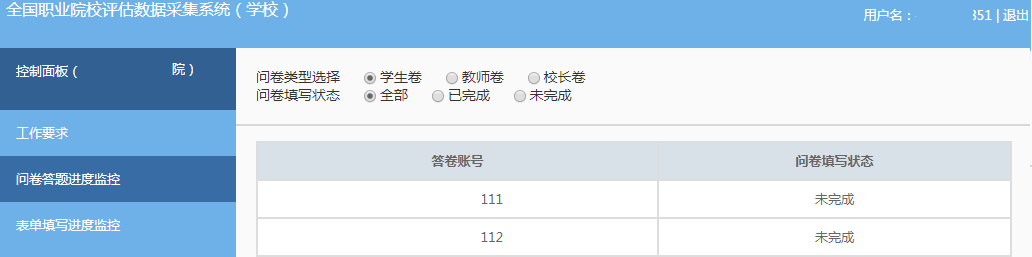 全国职业院校评估数据采集系统（学校）
用户名： 351 | 退出
控制面板（ 院）
问卷类型选择 学生卷 教师卷 校长卷
问卷填写状态 全部 已完成 未完成
工作要求
问卷答题进度监控
表单填写进度监控
答卷账号 问卷填写状态
111 未完成
112 未完成